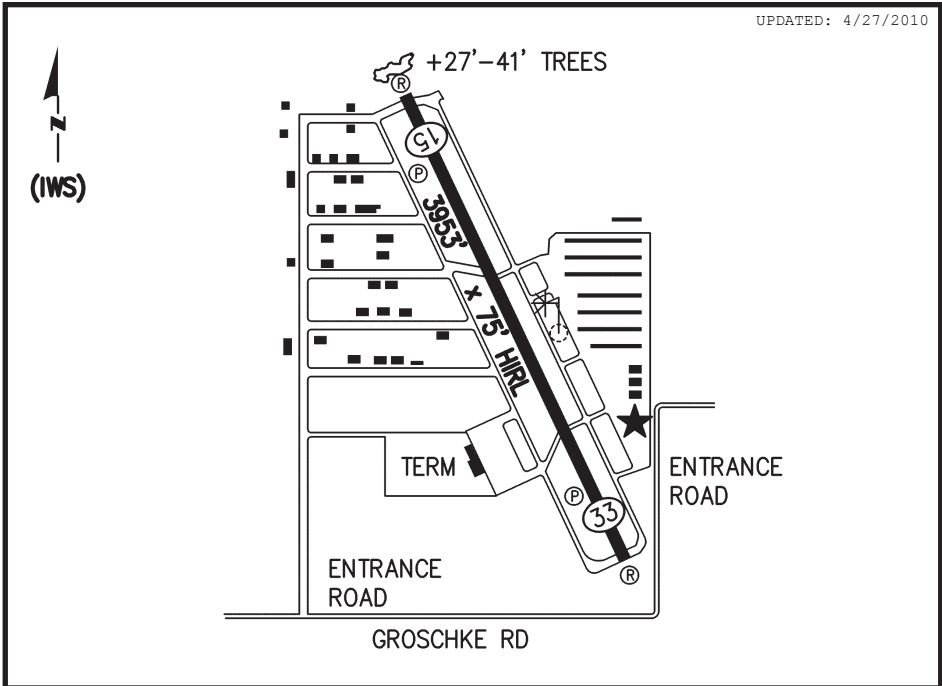 UPDATED: 4/27/2010
+27'-41' TREES
R
N
15
(IWS)
P
3953'
x 75' HIRL
TERM
ENTRANCE
ROAD
P
33
ENTRANCE
ROAD
R
GROSCHKE RD